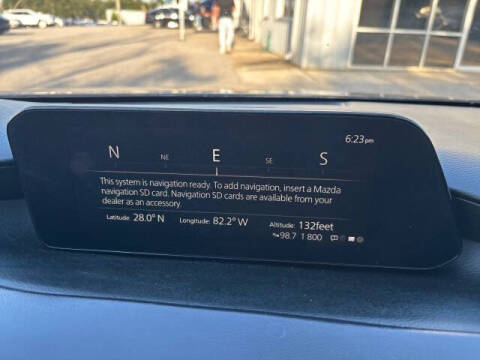 6:23pm
N NE E SE S
This system is navigation ready. To add navigation, insert a Mazda
navigation SD card. Navigation SD cards are available from your
dealer as an accessory
Latitude: 28.0° N Longitude: 82.2° W Altitude: 132feet
98.7 1 800